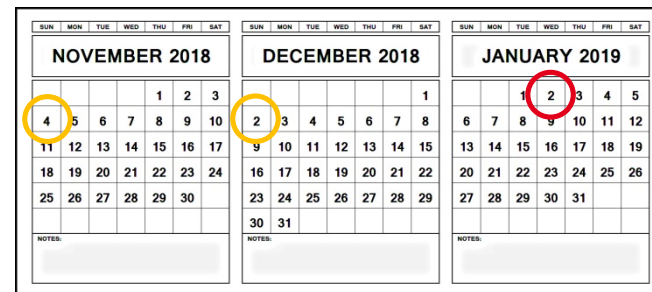 SUN MON TUE WED THU FRI SAT
NOVEMBER 2018
1 2 3
4 5 6 7 8 9 10
11 12 13 14 15 16 17
18 19 20 21 22 23 24
25 26 27 28 29 30
NOTES:
SUN MON TUE WED THU FRI SAT
DECEMBER 2018
1
2 3 4 5 6 7 8
9 10 11 12 13 14 15
16 17 18 19 20 21 22
23 24 25 26 27 28 29
30 31
NOTES:
SUN MON TUE WED THU FRI SAT
JANUARY 2019
1 2 3 4 5
6 7 8 9 10 11 12
13 14 15 16 17 18 19
20 21 22 23 24 25 26
27 28 29 30 31
NOTES: